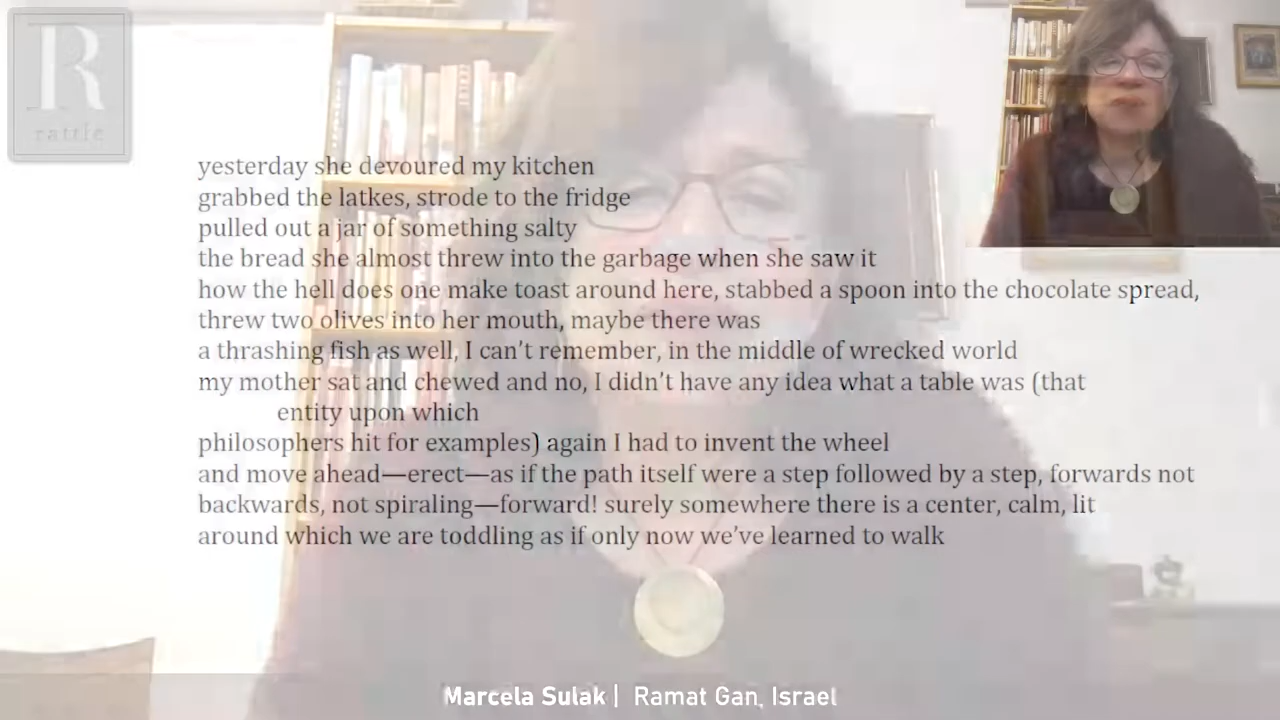 R
rattle
yesterday she devoured my kitchen
grabbed the latkes, strode to the fridge
pulled out a jar of something salty
the bread she almost threw into the garbage when she saw it
how the hell does one make toast around here, stabbed a spoon into the chocolate spread,
threw two olives into her mouth, maybe there was
a thrashing fish as well, I can’t remember, in the middle of wrecked world
my mother sat and chewed and no, I didn’t have any idea what a table was (that
entity upon which
philosophers hit for examples) again I had to invent the wheel
and move ahead—erect—as if the path itself were a step followed by a step, forwards not
backwards, not spiraling—forward! surely somewhere there is a center, calm, lit
around which we are toddling as if only now we’ve learned to walk
Marcela Sulak | Ramat Gan, Israel